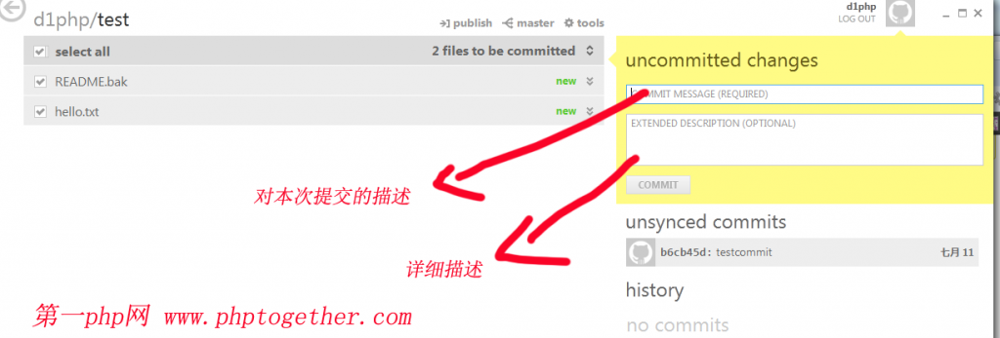 d1php/test
publish master tools
d1php
LOG OUT
select all 2 files to be committed
README.bak new
hello.txt new
uncommitted changes
COMMIT MESSAGE (REQUIRED)
EXTENDED DESCRIPTION (OPTIONAL)
COMMIT
对本次提交的描述
详细描述
unsynced commits
b6cb45d: testcommit 七月 11
history
no commits
第一php网 www.phptogether.com